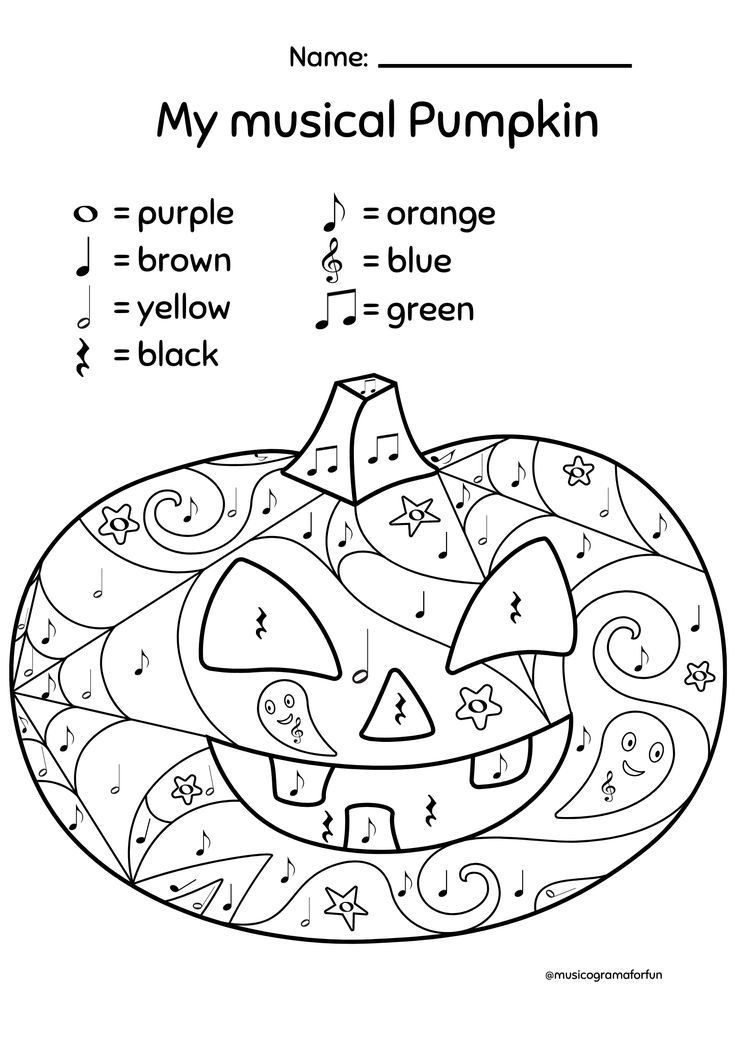 Name:
My musical Pumpkin
= purple
= brown
= yellow
= black
= orange
= blue
= green
@musicogramaforfun